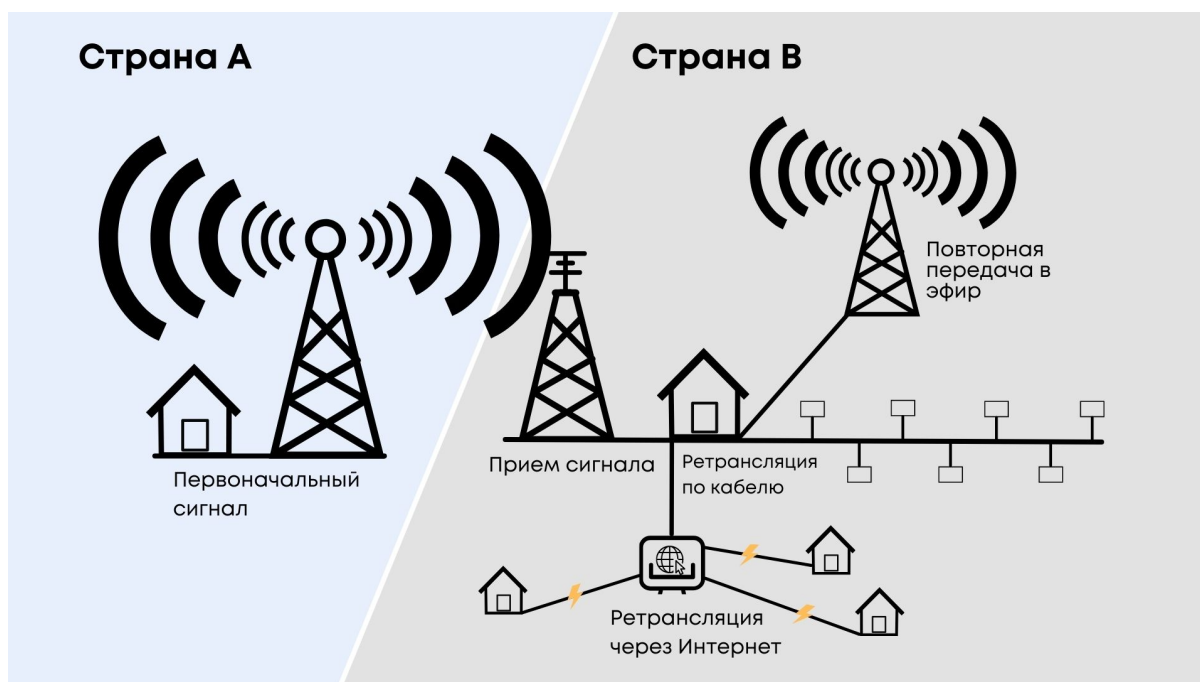 Страна А
Страна В
Повторная
передача в
эфир
Прием сигнала
Ретрансляция
по кабелю
Первоначальный
сигнал
Ретрансляция
через Интернет